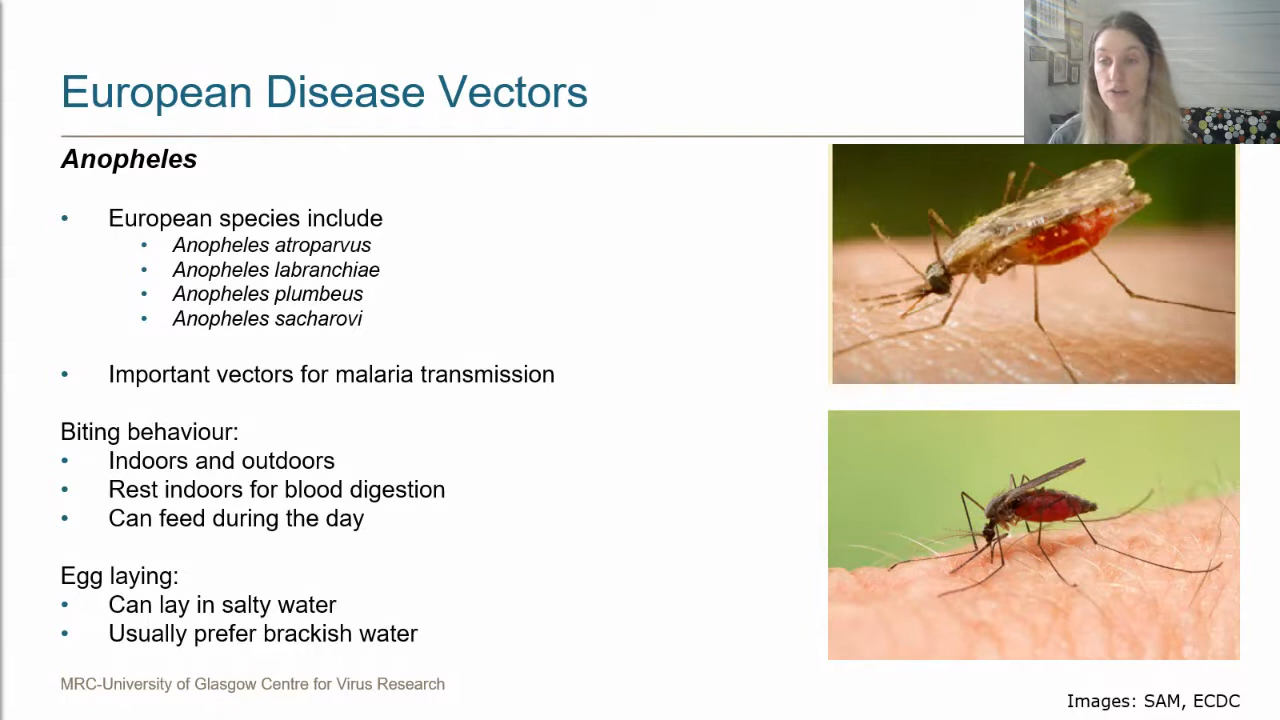 European Disease Vectors
Anopheles
• European species include
• Anopheles atroparvus
• Anopheles labranchiae
• Anopheles plumbeus
• Anopheles sacharovi
• Important vectors for malaria transmission
Biting behaviour:
• Indoors and outdoors
• Rest indoors for blood digestion
• Can feed during the day
Egg laying:
• Can lay in salty water
• Usually prefer brackish water
MRC-University of Glasgow Centre for Virus Research
Images: SAM, ECDC